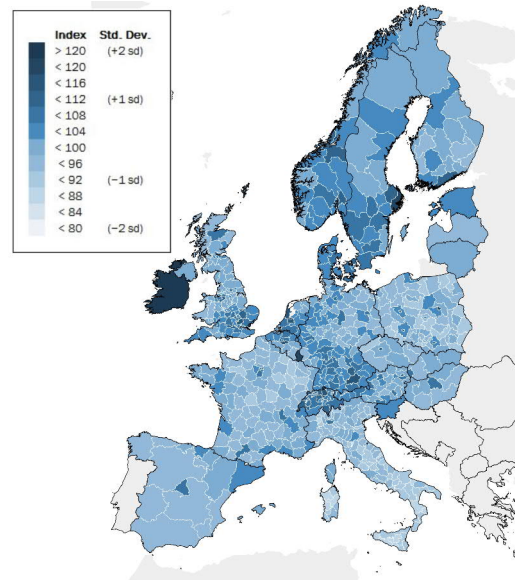 Index Std. Dev.
> 120 (+2 sd)
< 120
< 116
< 112 (+1 sd)
< 108
< 104
< 100
< 96
< 92 (−1 sd)
< 88
< 84
< 80 (−2 sd)